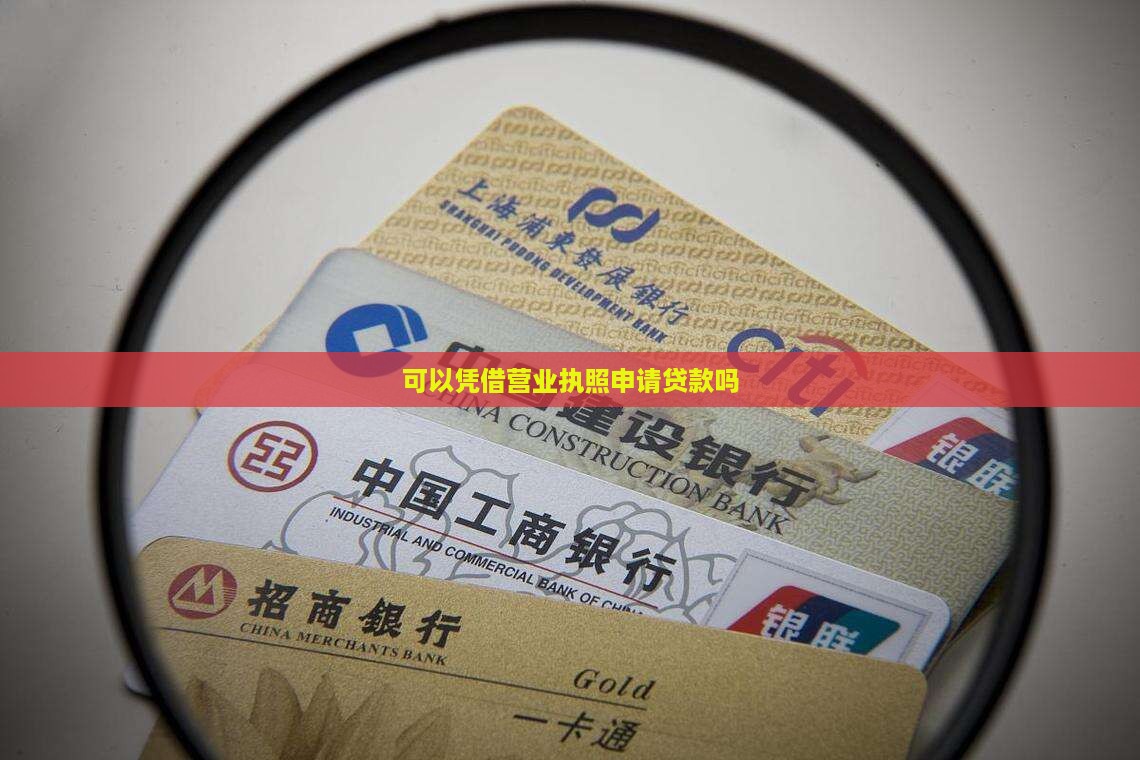 上海浦東發展銀行
SHANGHAI PUDONG DEVELOPMENT BANK
citi
银联
中国建设银行
CHINA CONSTRUCTION BANK
可以凭借营业执照申请贷款吗
中国工商银行
INDUSTRIAL AND COMMERCIAL BANK OF CHINA
银联
招商銀行
CHINA MERCHANTS BANK
Gold
一卡通